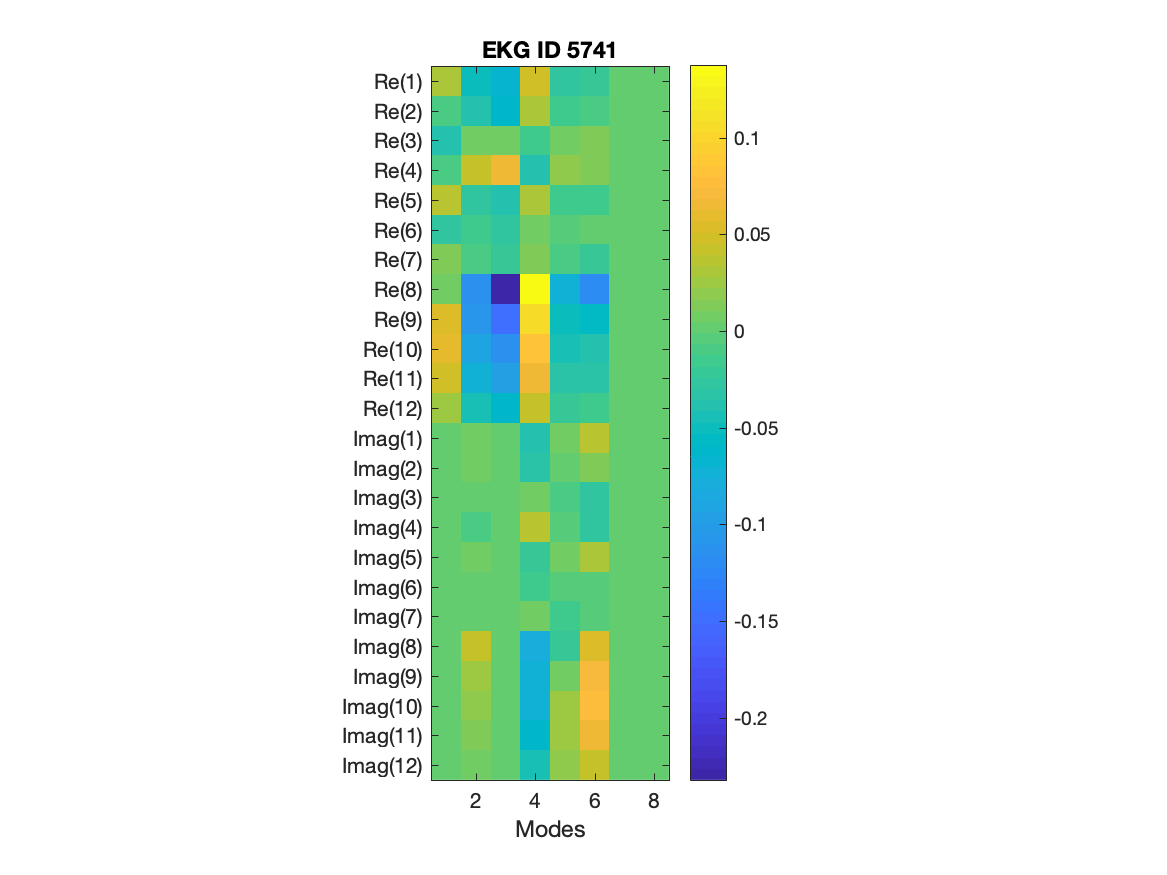 EKG ID 5741
Re(1)
Re(2)
Re(3)
Re(4)
Re(5)
Re(6)
Re(7)
Re(8)
Re(9)
Re(10)
Re(11)
Re(12)
Imag(1)
Imag(2)
Imag(3)
Imag(4)
Imag(5)
Imag(6)
Imag(7)
Imag(8)
Imag(9)
Imag(10)
Imag(11)
Imag(12)
2 4 6 8
Modes
0.1
0.05
0
-0.05
-0.1
-0.15
-0.2